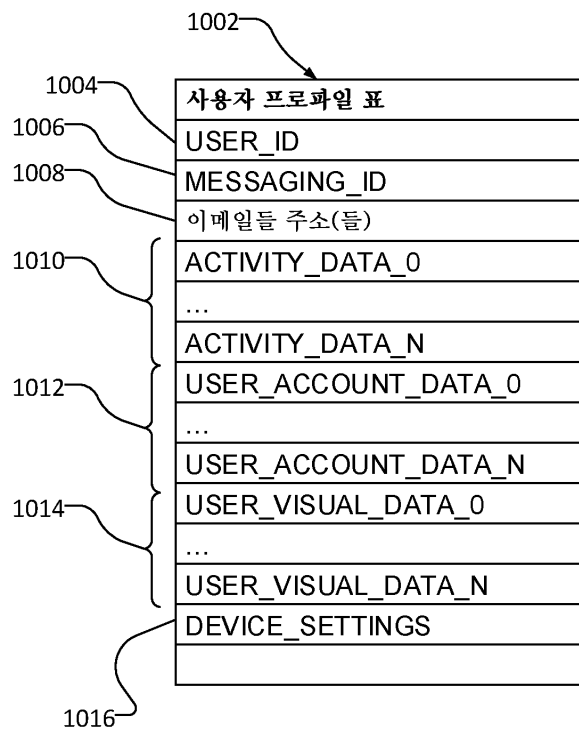 1002
1004
사용자 프로파일 표
1006
USER_ID
1008
MESSAGING_ID
이메일들 주소(들)
1010
ACTIVITY_DATA_0
...
ACTIVITY_DATA_N
1012
USER_ACCOUNT_DATA_0
...
USER_ACCOUNT_DATA_N
1014
USER_VISUAL_DATA_0
...
USER_VISUAL_DATA_N
DEVICE_SETTINGS
1016